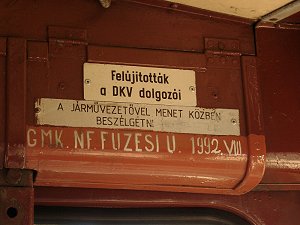 Felújították
a DKV dolgozói
A JÁRMŰVEZETŐVEL MENET KÖZBEN
BESZÉLGETNI
GMK. NF. FÜZESI U. 1992. VIII